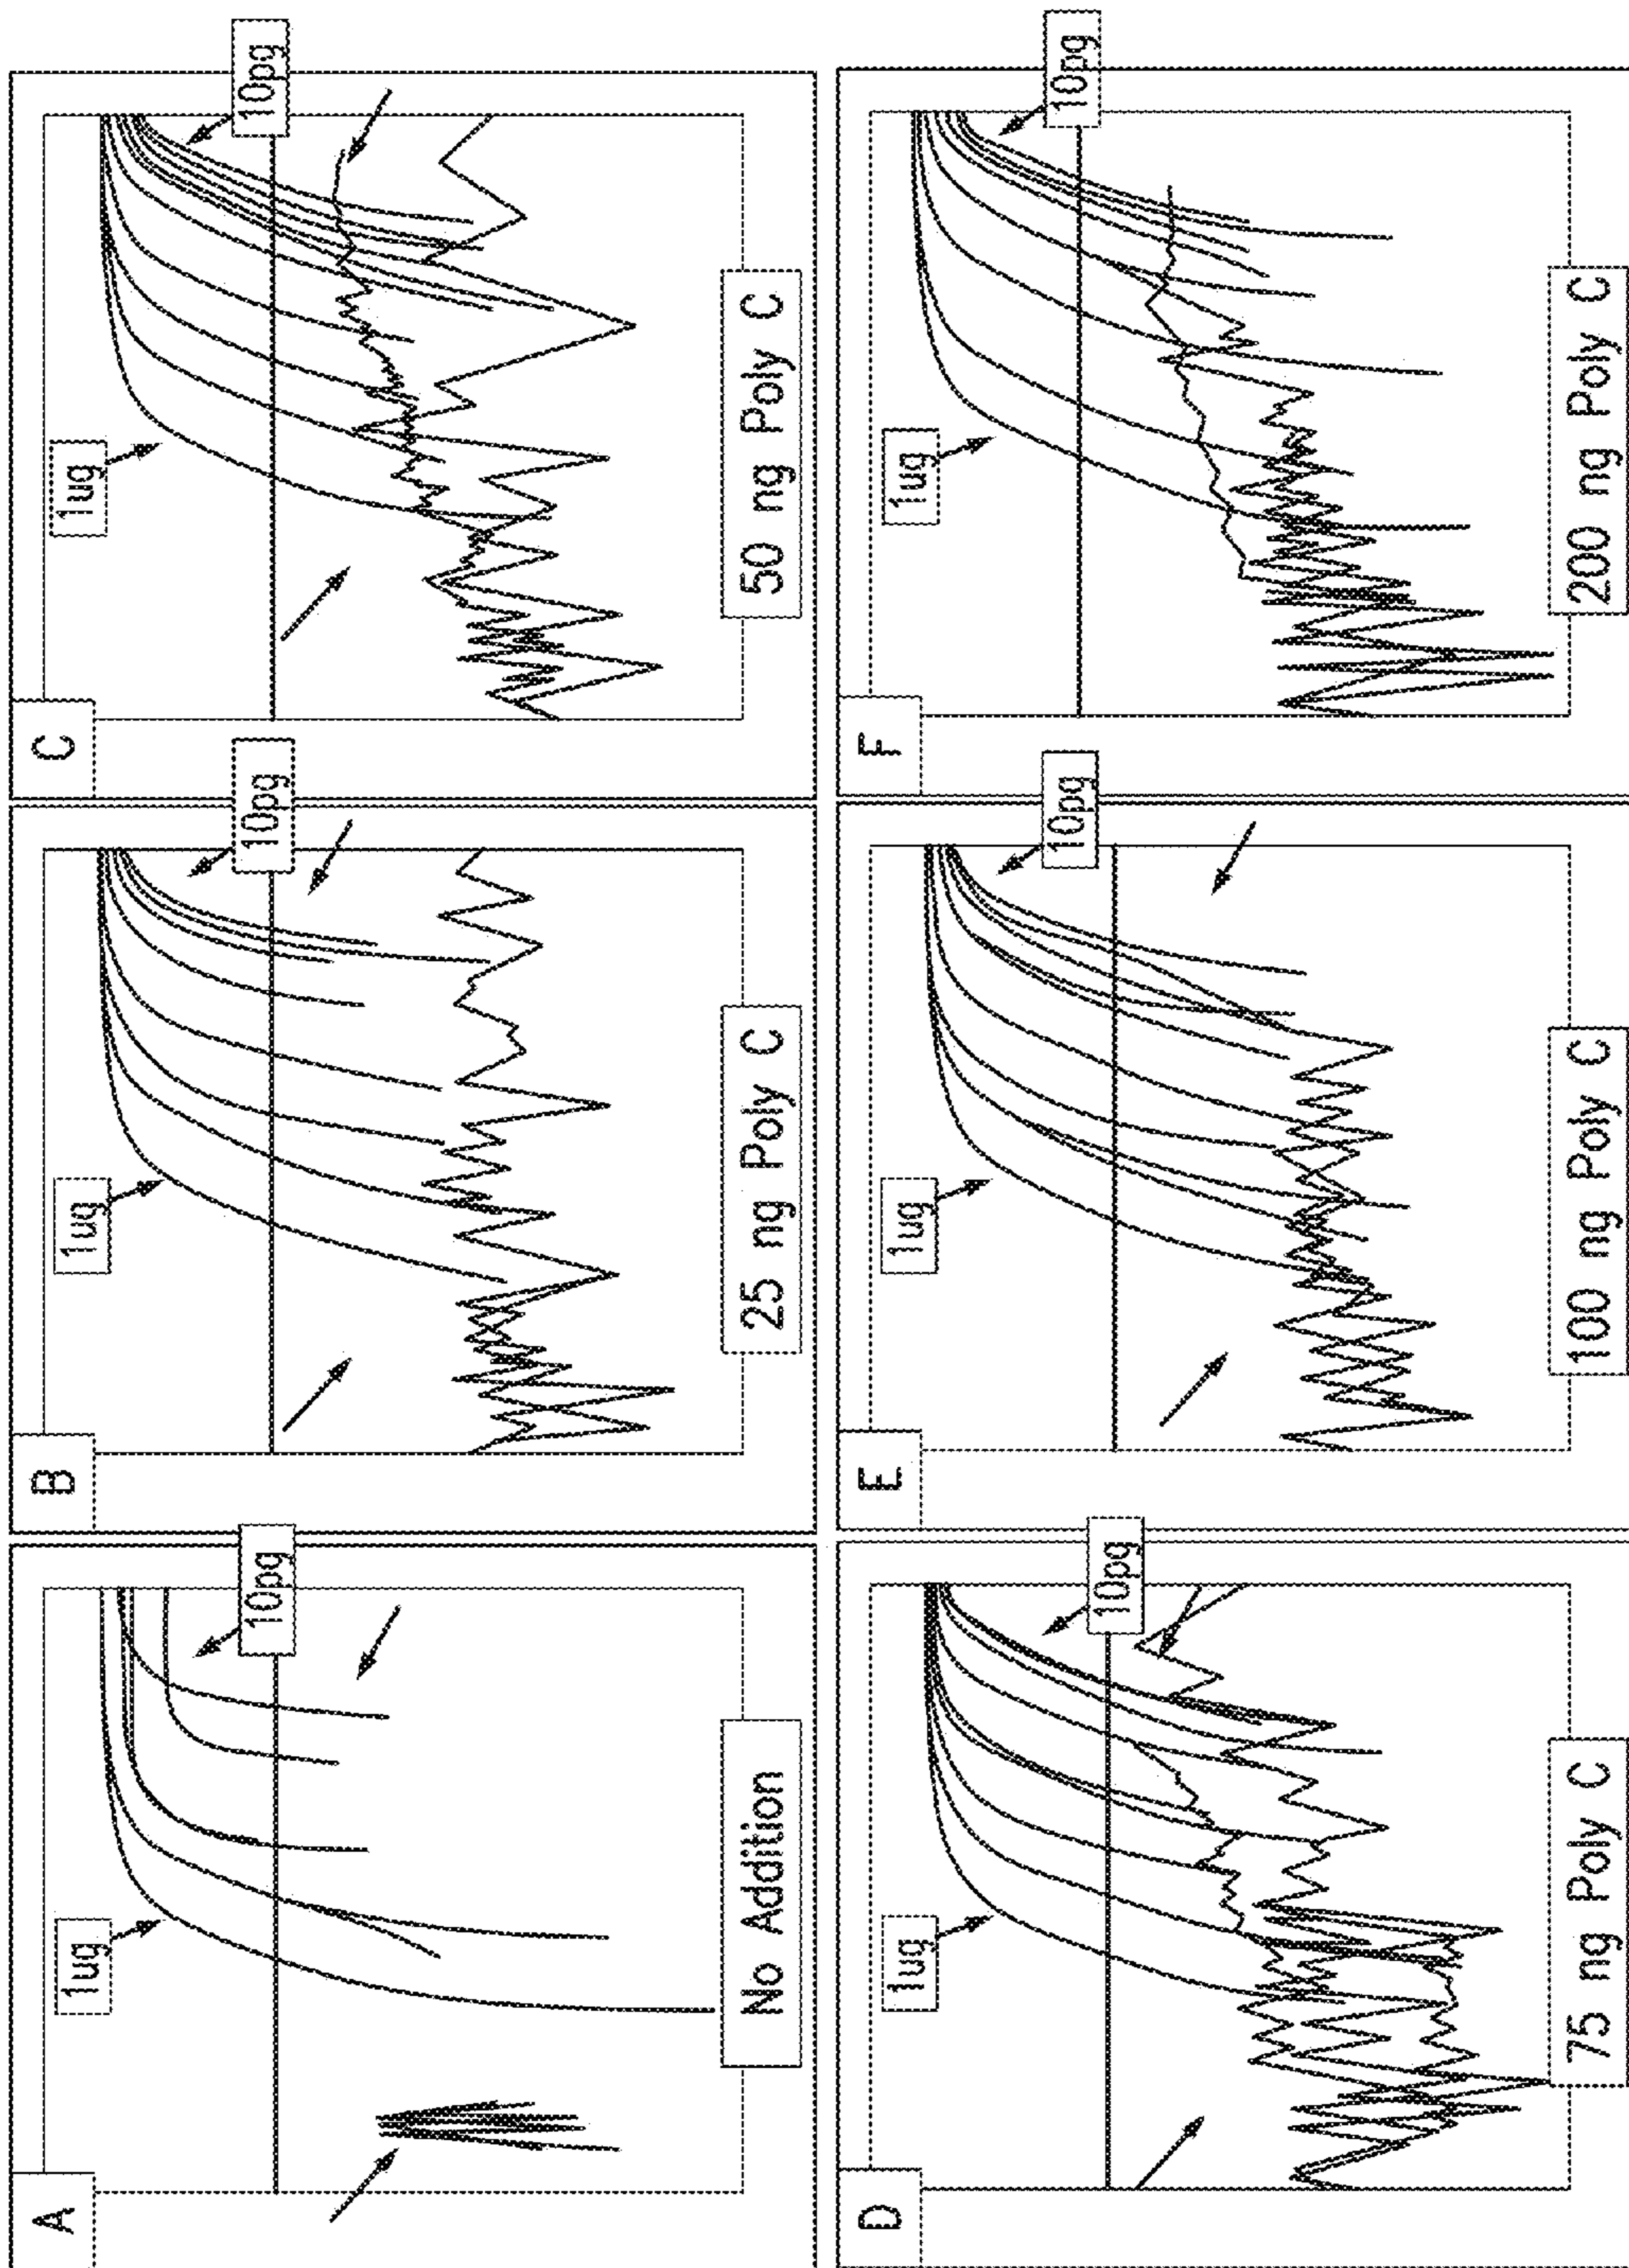 A
1ug
10pg
No Addition
B
1ug
10pg
25 ng Poly C
C
1ug
10pg
50 ng Poly C
D
1ug
10pg
75 ng Poly C
E
1ug
10pg
100 ng Poly C
F
1ug
10pg
200 ng Poly C